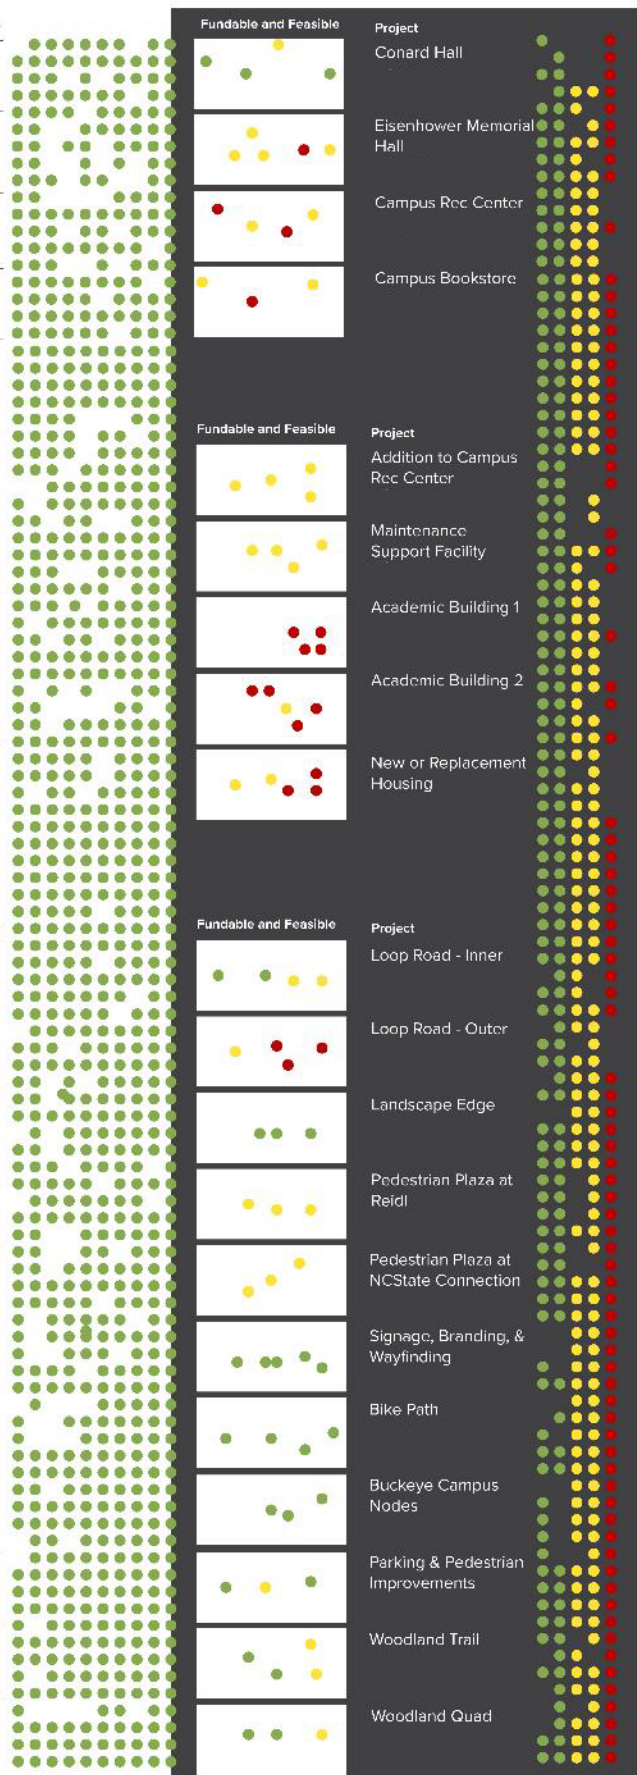 Fundable and Feasible
Project
Conard Hall
Eisenhower Memorial
Hall
Campus Rec Center
Campus Bookstore
Fundable and Feasible
Project
Addition to Campus
Rec Center
Maintenance
Support Facility
Academic Building 1
Academic Building 2
New or Replacement
Housing
Fundable and Feasible
Project
Loop Road - Inner
Loop Road - Outer
Landscape Edge
Pedestrian Plaza at
Reidl
Pedestrian Plaza at
NCState Connection
Signage, Branding, &
Wayfinding
Bike Path
Buckeye Campus
Nodes
Parking & Pedestrian
Improvements
Woodland Trail
Woodland Quad